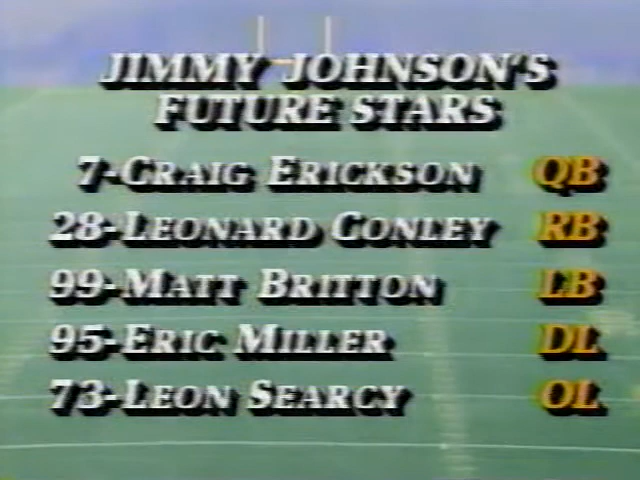 JIMMY JOHNSON'S
FUTURE STARS
7-CRAIG ERICKSON QB
28-LEONARD CONLEY RB
99-MATT BRITTON LB
95-ERIC MILLER DL
73-LEON SEARCY OL